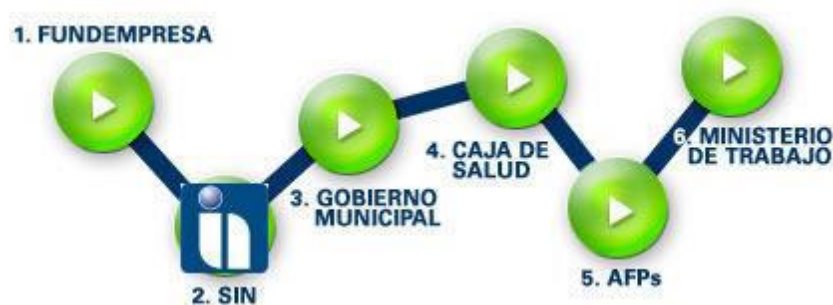 1. FUNDEMPRESA
2. SIN
3. GOBIERNO
MUNICIPAL
4. CAJA DE
SALUD
5. AFPs
6. MINISTERIO
DE TRABAJO